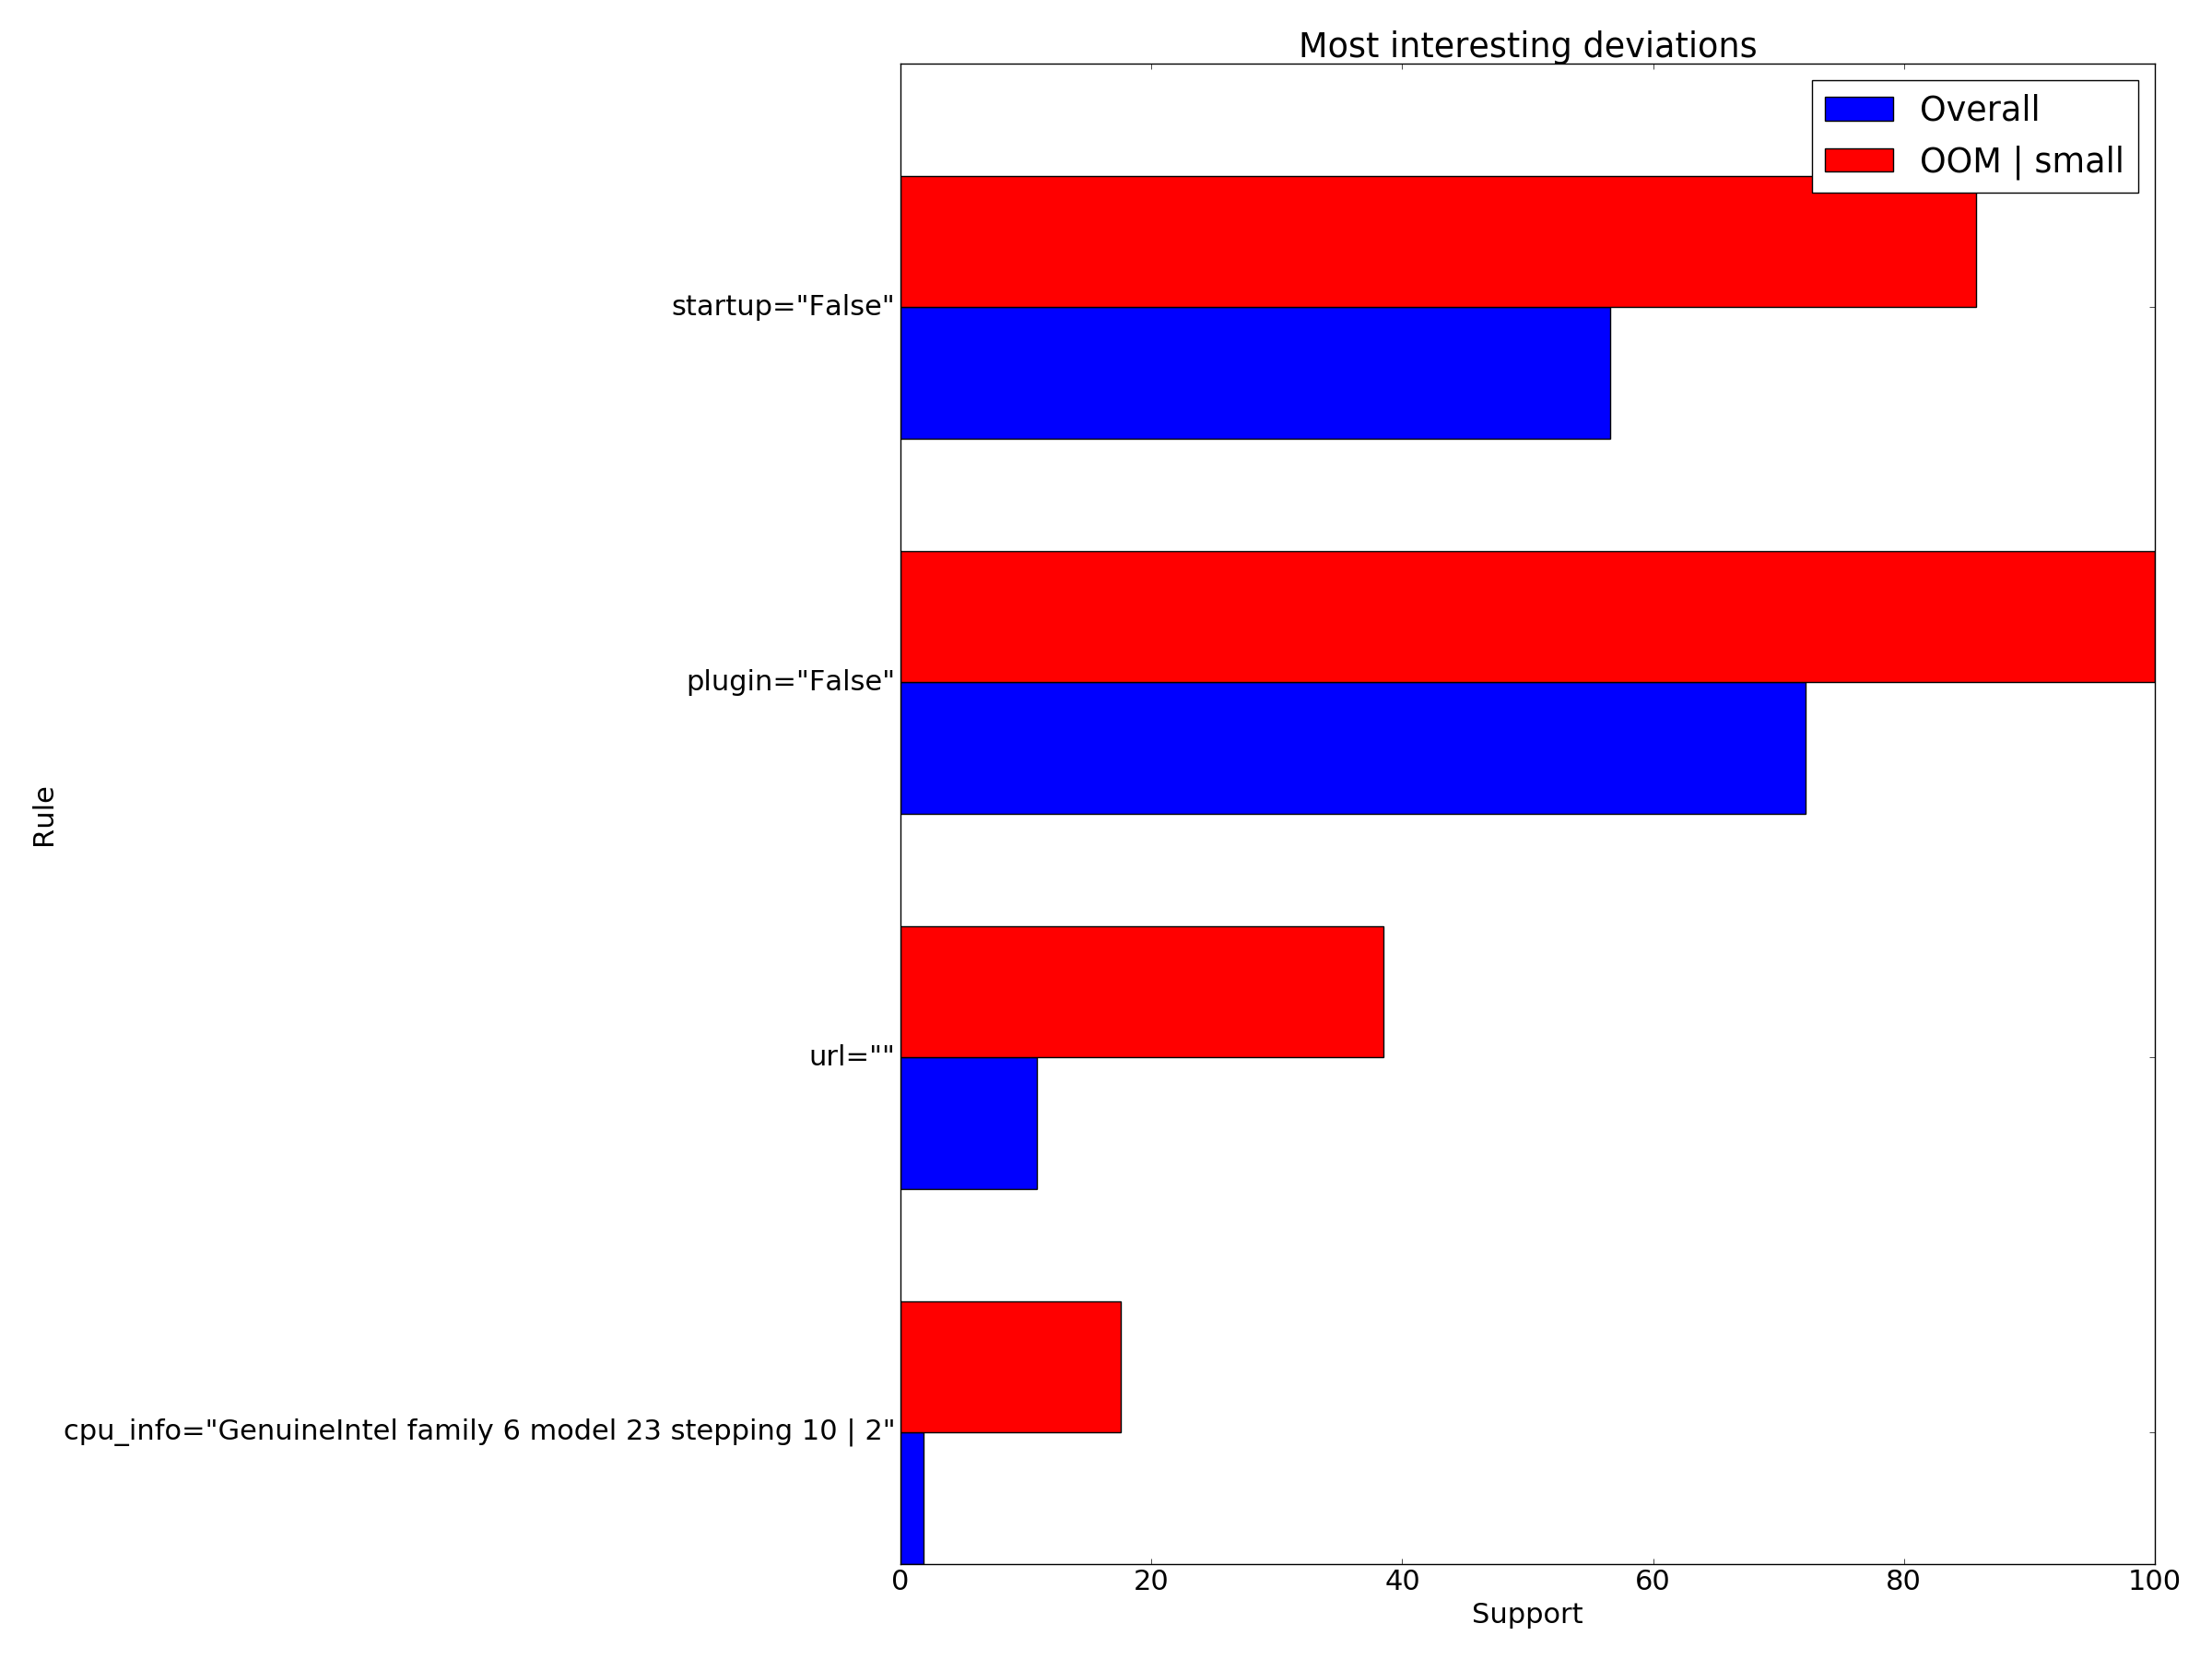 Most interesting deviations
Overall
OOM | small
startup="False"
plugin="False"
url=""
cpu_info="GenuineIntel family 6 model 23 stepping 10 | 2"
Rule
0 20 40 60 80 100
Support